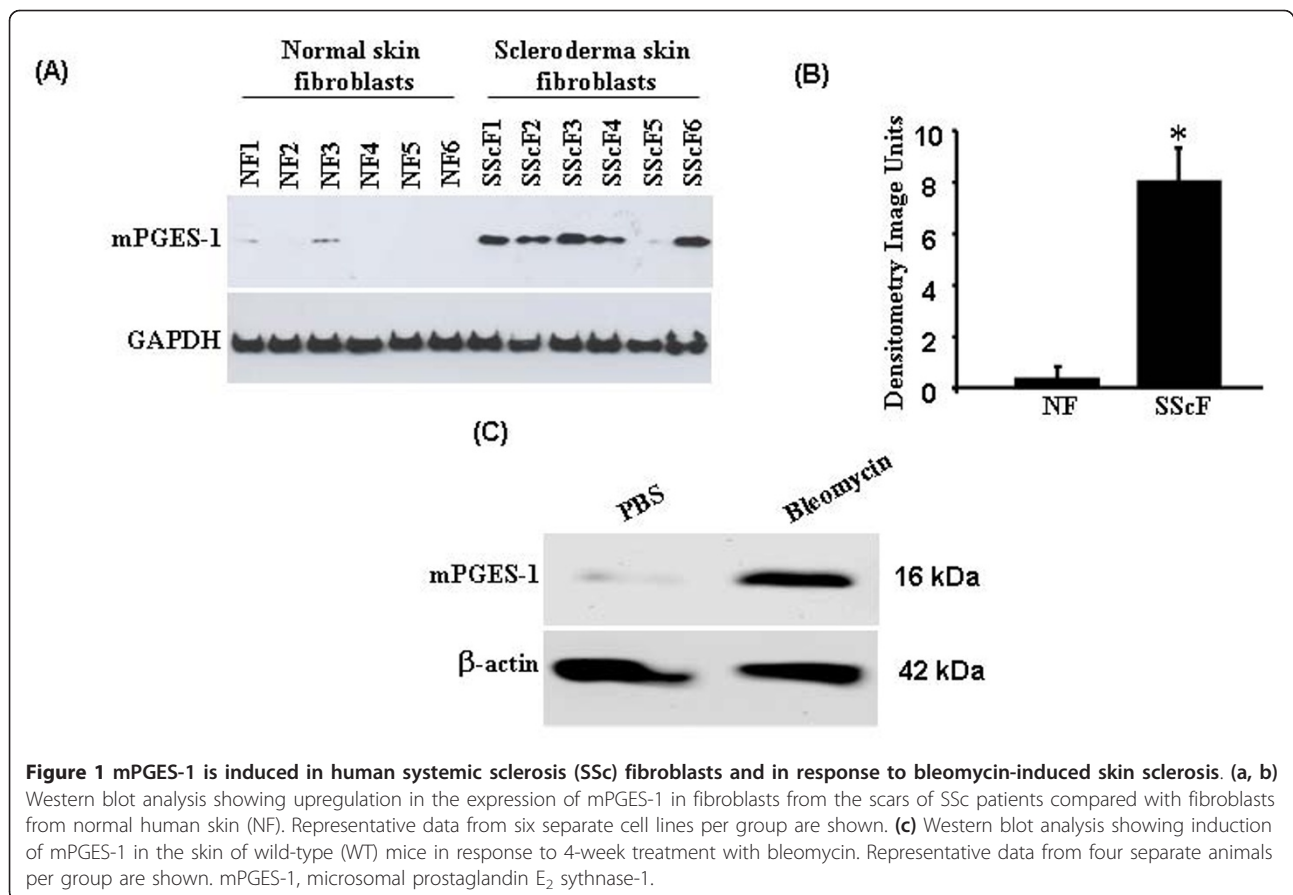 (A)
Normal skin
fibroblasts
Scleroderma skin
fibroblasts
NF1
NF2
NF3
NF4
NF5
NF6
SScF1
SScF2
SScF3
SScF4
SScF5
SScF6
mPGES-1
GAPDH
(B)
Densitometry Image Units
10
8
6
4
2
0
*
NF
SScF
(C)
PBS
Bleomycin
mPGES-1
16 kDa
β-actin
42 kDa
Figure 1 mPGES-1 is induced in human systemic sclerosis (SSc) fibroblasts and in response to bleomycin-induced skin sclerosis. (a, b)
Western blot analysis showing upregulation in the expression of mPGES-1 in fibroblasts from the scars of SSc patients compared with fibroblasts
from normal human skin (NF). Representative data from six separate cell lines per group are shown. (c) Western blot analysis showing induction
of mPGES-1 in the skin of wild-type (WT) mice in response to 4-week treatment with bleomycin. Representative data from four separate animals
per group are shown. mPGES-1, microsomal prostaglandin E₂ sythnase-1.